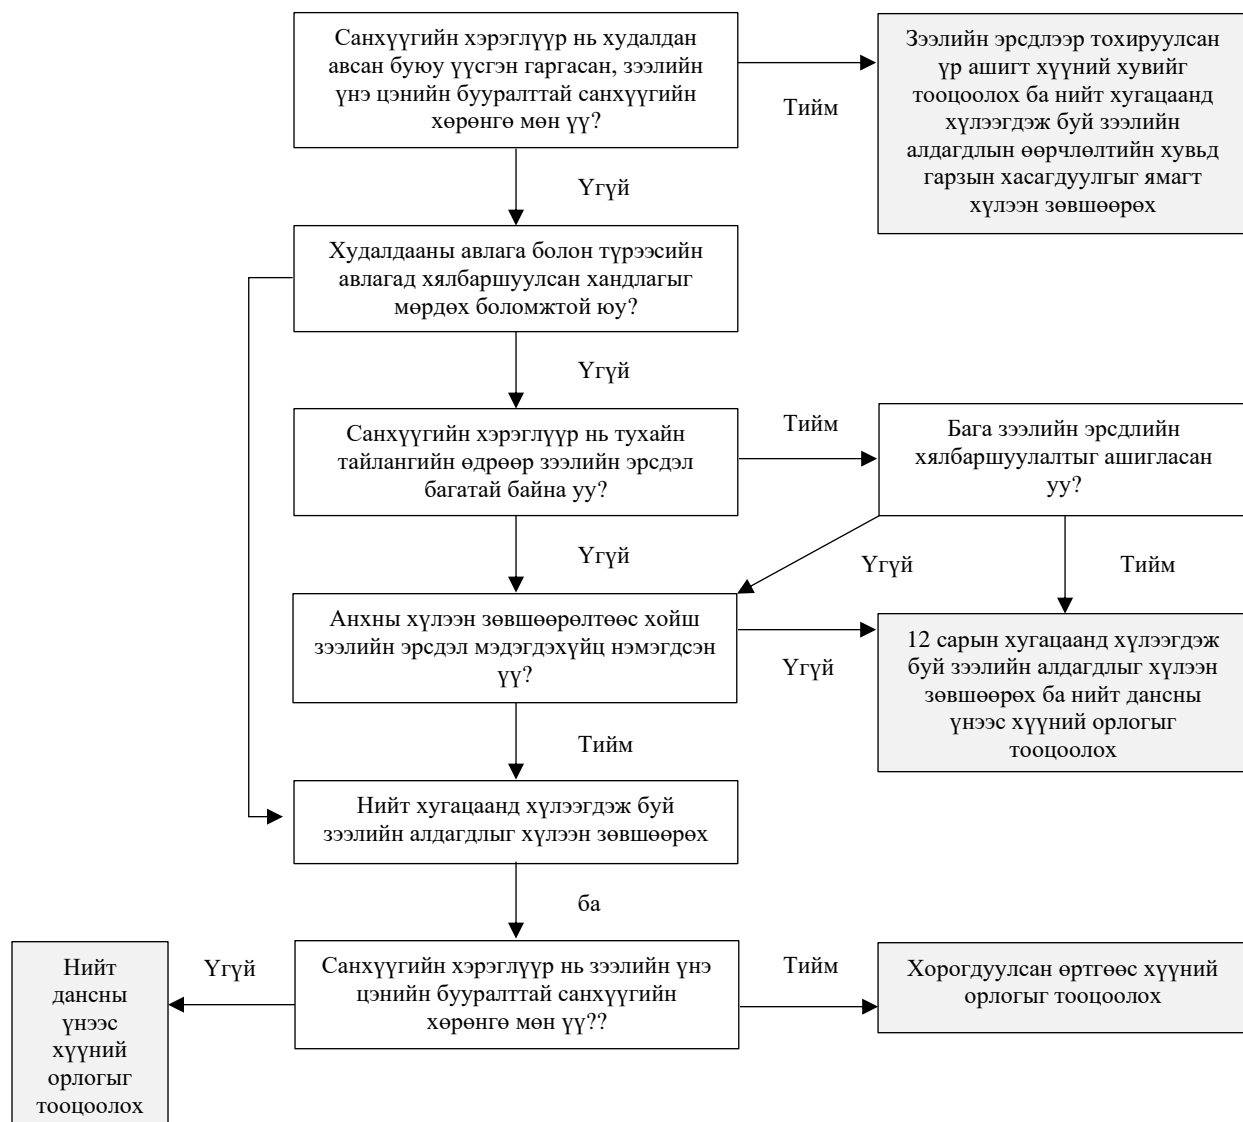 Санхүүгийн хэрэглүүр нь худалдан
авсан буюу үүсгэн гаргасан, зээлийн
үнэ цэнийн бууралттай санхүүгийн
хөрөнгө мөн үү?
Тийм
Зээлийн эрсдлээр тохируулсан
үр ашигт хүүний хувийг
тооцоолох ба нийт хугацаанд
хүлээгдэж буй зээлийн
алдагдлын өөрчлөлтийн хувьд
гарзын хасагдуулгыг ямагт
хүлээн зөвшөөрөх
Үгүй
Худалдааны авлага болон түрээсийн
авлагад хялбаршуулсан хандлагыг
мөрдөх боломжтой юу?
Үгүй
Санхүүгийн хэрэглүүр нь тухайн
тайлангийн өдрөөр зээлийн эрсдэл
багатай байна уу?
Тийм
Бага зээлийн эрсдлийн
хялбаршуулалтыг ашигласан
уу?
Үгүй
Үгүй
Тийм
Анхны хүлээн зөвшөөрөлтөөс хойш
зээлийн эрсдэл мэдэгдэхүйц нэмэгдсэн
үү?
Үгүй
12 сарын хугацаанд хүлээгдэж
буй зээлийн алдагдлыг хүлээн
зөвшөөрөх ба нийт дансны
үнээс хүүний орлогыг
тооцоолох
Тийм
Нийт хугацаанд хүлээгдэж буй
зээлийн алдагдлыг хүлээн зөвшөөрөх
ба
Нийт
дансны
үнээс
хүүний
орлогыг
тооцоолох
Үгүй
Санхүүгийн хэрэглүүр нь зээлийн үнэ
цэнийн бууралттай санхүүгийн
хөрөнгө мөн үү??
Тийм
Хорогдуулсан өртгөөс хүүний
орлогыг тооцоолох